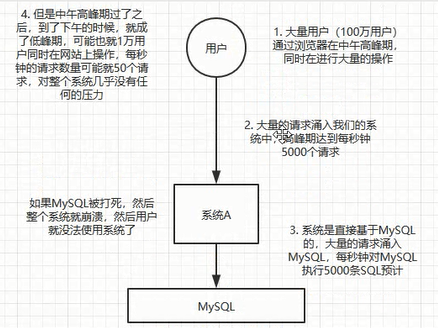 4. 但是中午高峰期过了之
后，到了下午的时候，就成
了低峰期，可能也就1万用
户同时在网站上操作，每秒
钟的请求数量可能就50个请
求，对整个系统几乎没有任
何的压力
用户
1. 大量用户（100万用户）
通过浏览器在中午高峰期，
同时在进行大量的操作
2. 大量的请求涌入我们的系
统中，高峰期达到每秒钟
5000个请求
如果MySQL被打死，然后
整个系统就崩溃，然后用户
就没法使用系统了
系统A
3. 系统是直接基于MySQL
的，大量的请求涌入
MySQL，每秒钟对MySQL
执行5000条SQL预计
MySQL